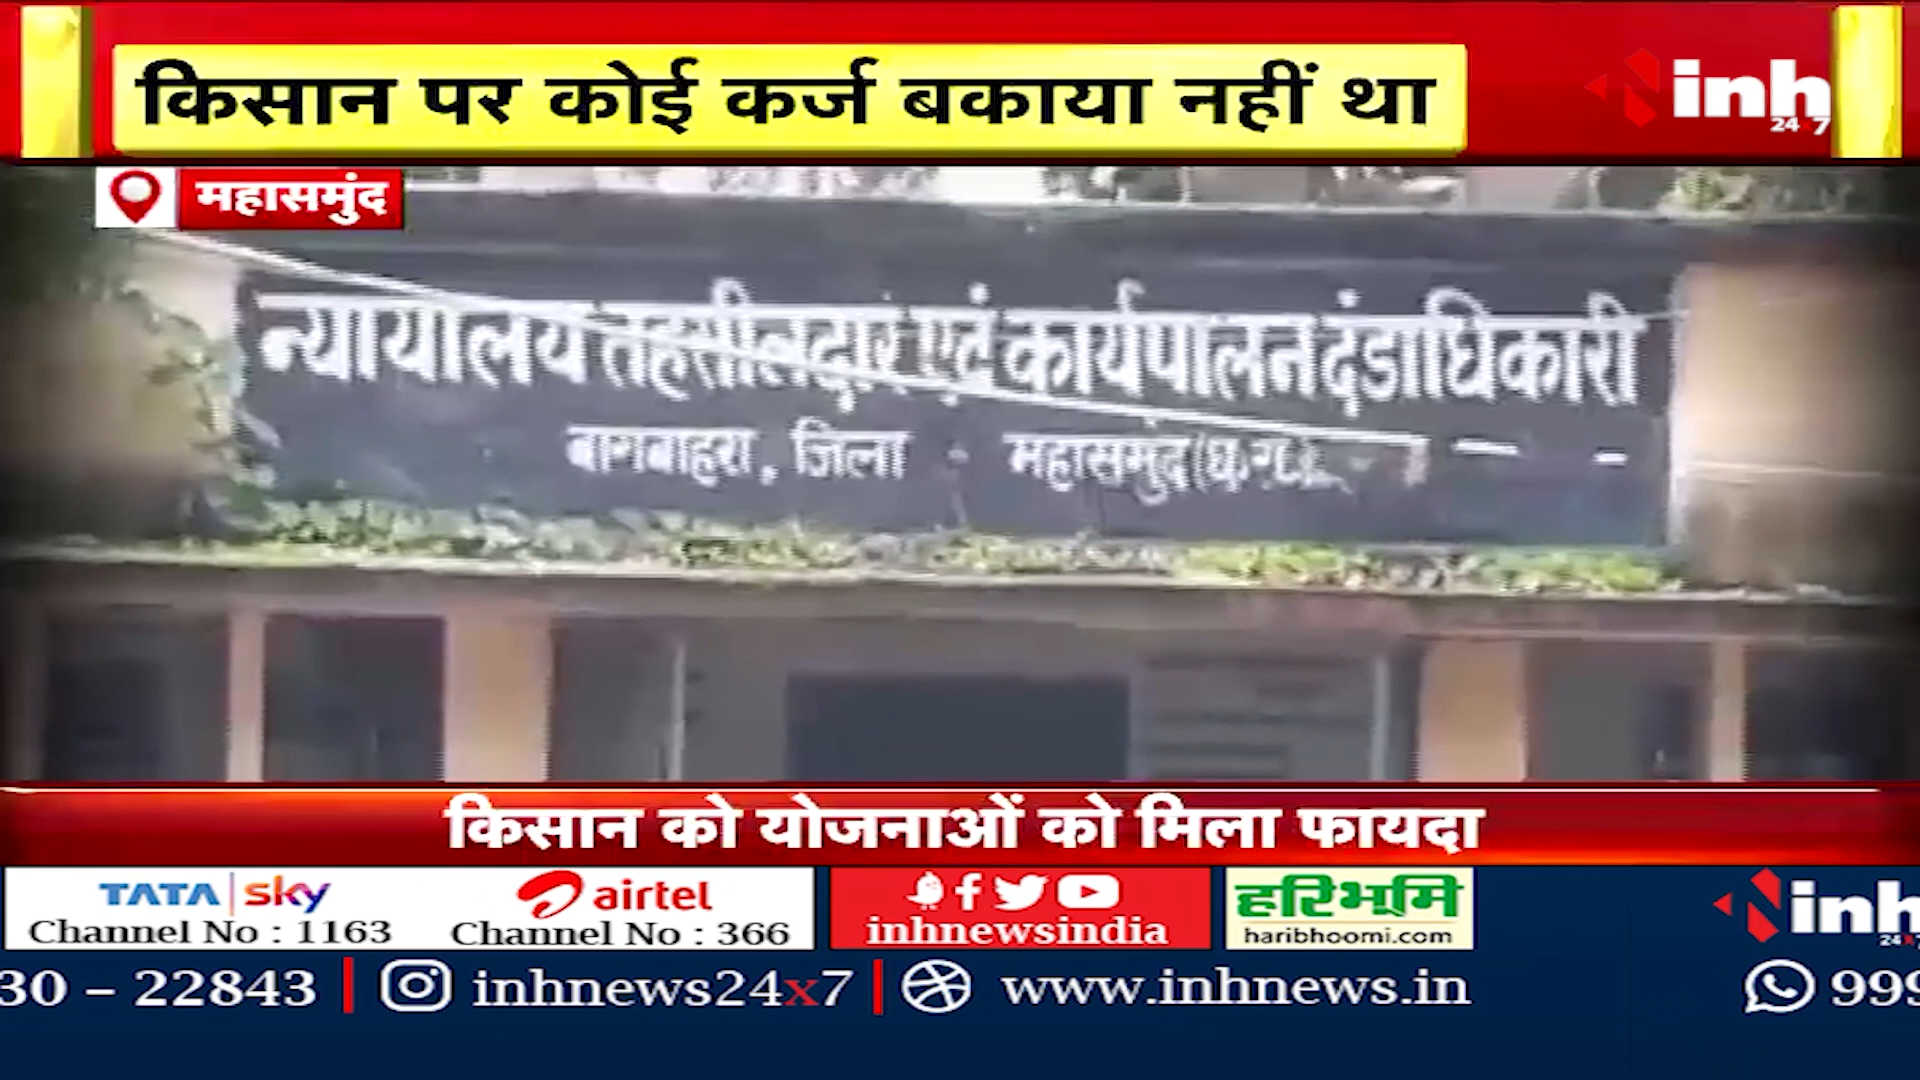 किसान पर कोई कर्ज बकाया नहीं था
inh
24 7
महासमुंद
न्यायालय तहसीलदार एवं कार्यपालन दंडाधिकारी
बागबाहरा, जिला - महासमुंद
किसान को योजनाओं को मिला फायदा
TATA sky
Channel No : 1163
airtel
Channel No : 366
inhnewsindia
हरिभूमि
haribhoomi.com
inh
24x7
30 - 22843
inhnews24x7
www.inhnews.in
999